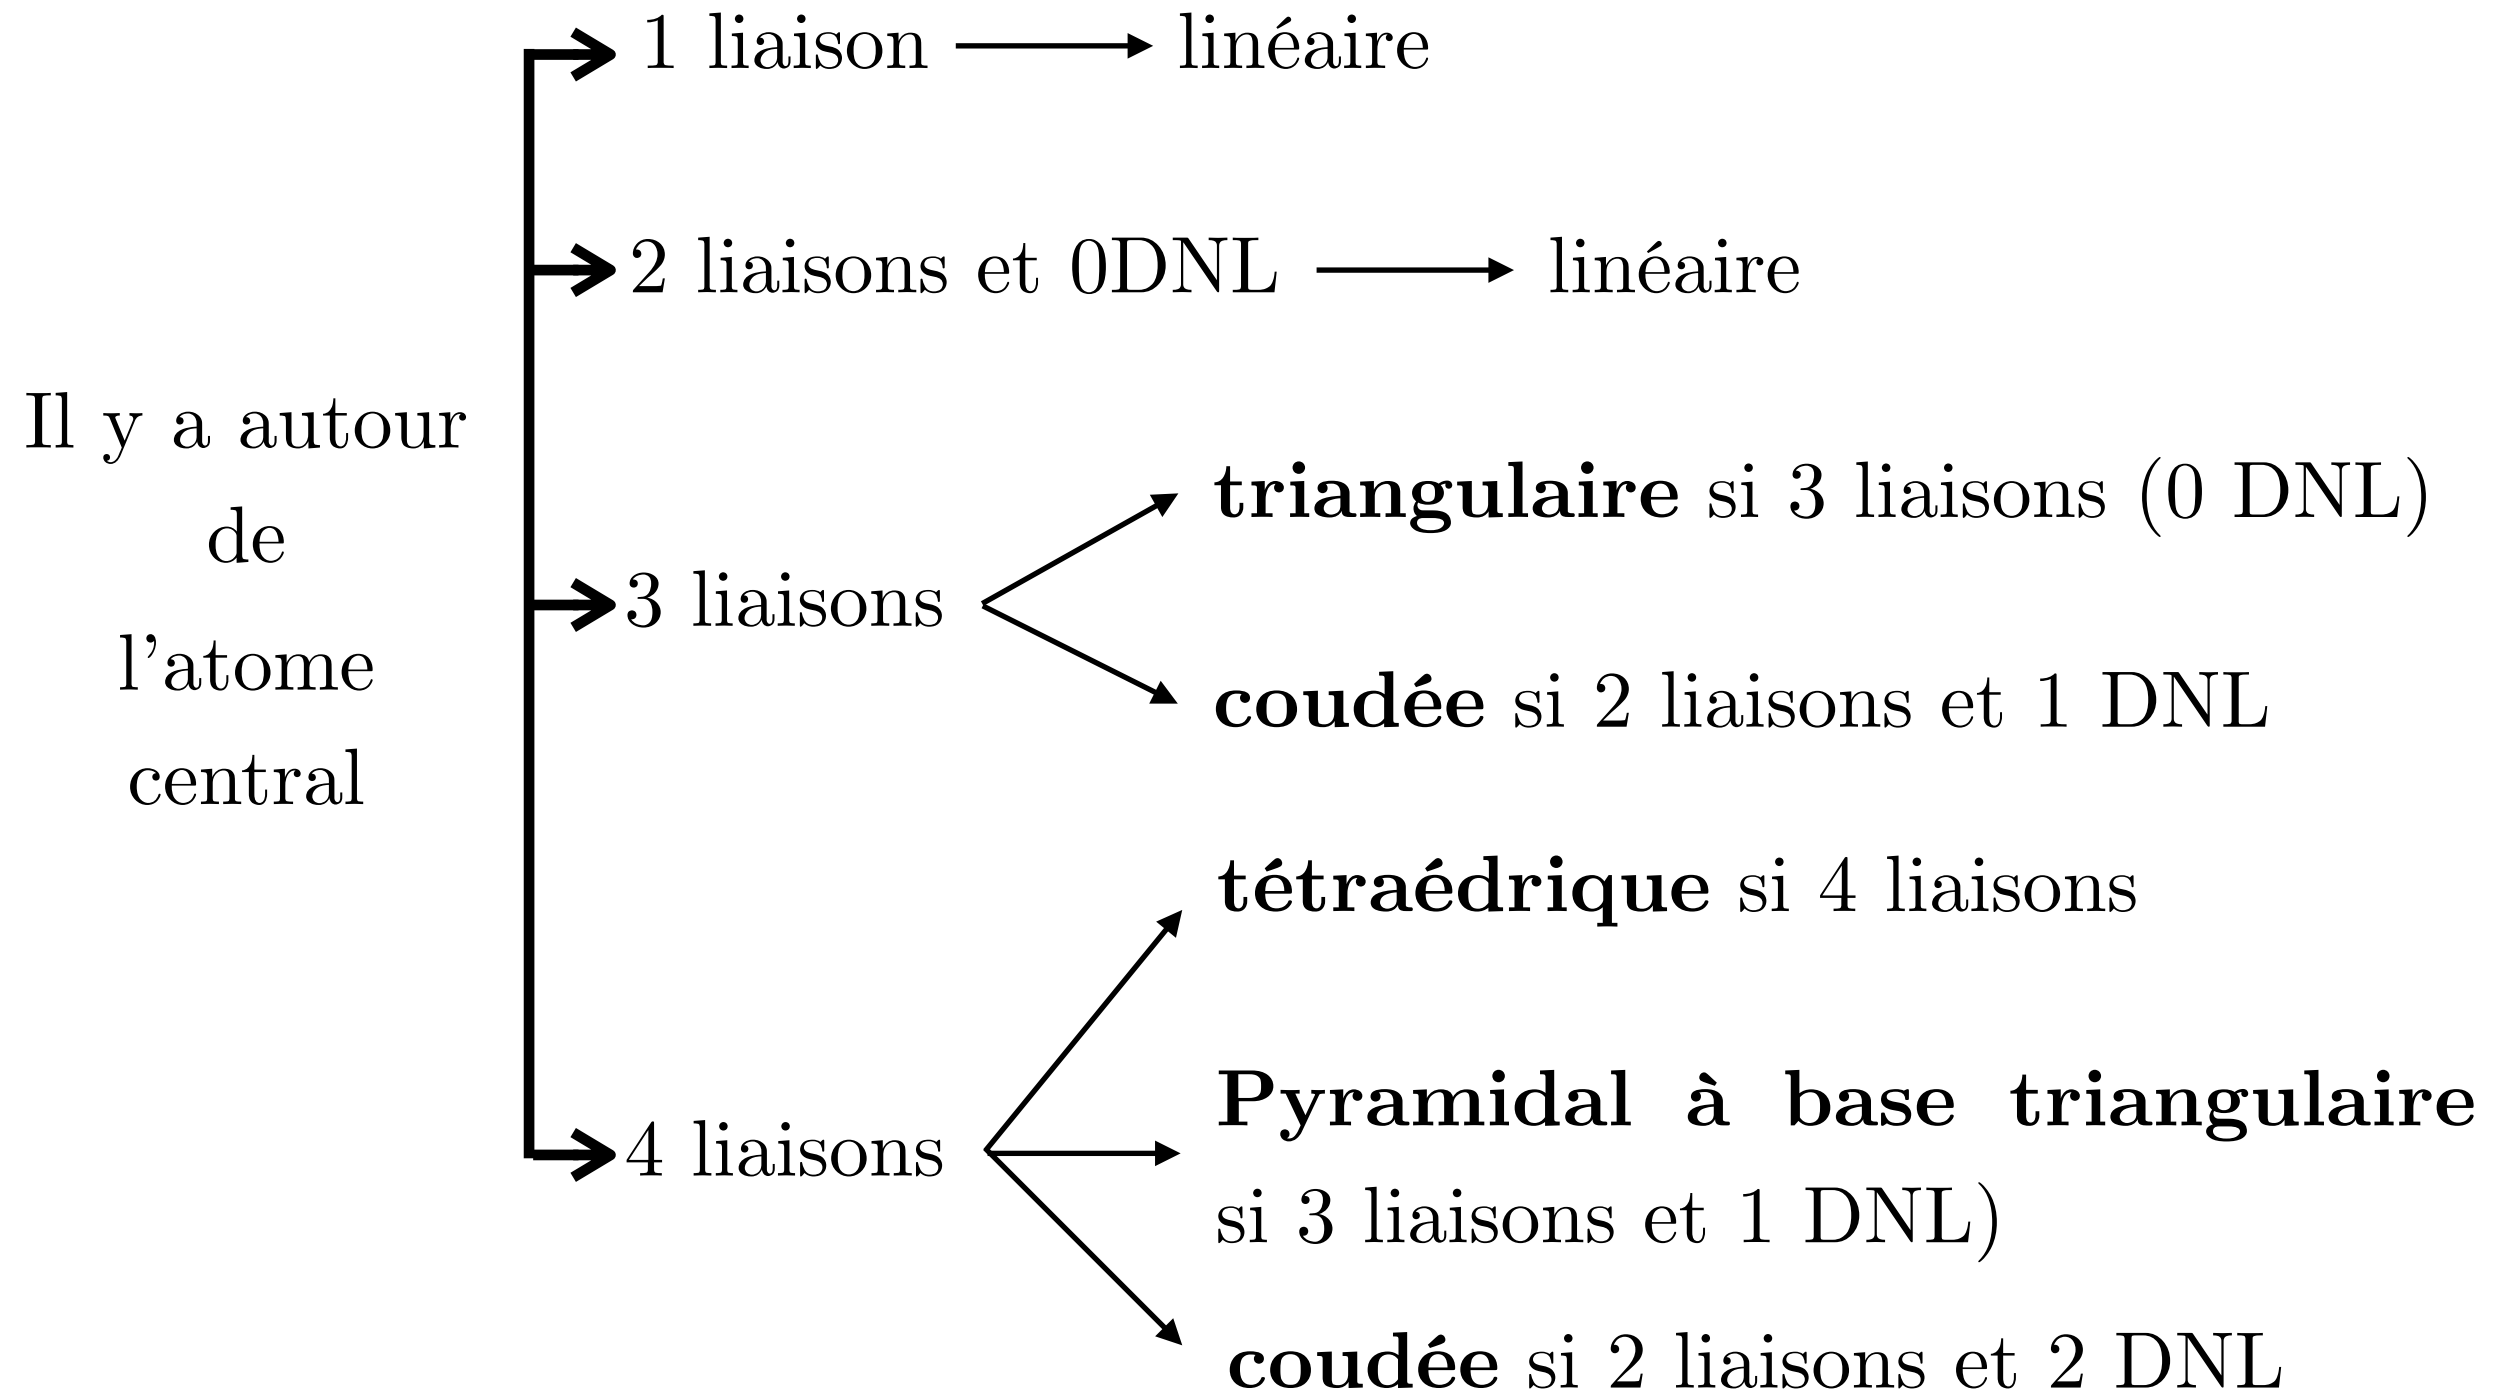 Il y a autour
de
l’atome
central
1 liaison
linéaire
2 liaisons et 0DNL
linéaire
3 liaisons
triangulaire si 3 liaison (0 DNL)
coudée si 2 liaisons et 1 DNL
4 liaisons
tétraédrique si 4 liaisons
Pyramidal à base triangulaire
si 3 liaisons et 1 DNL)
coudée si 2 liaisons et 2 DNL